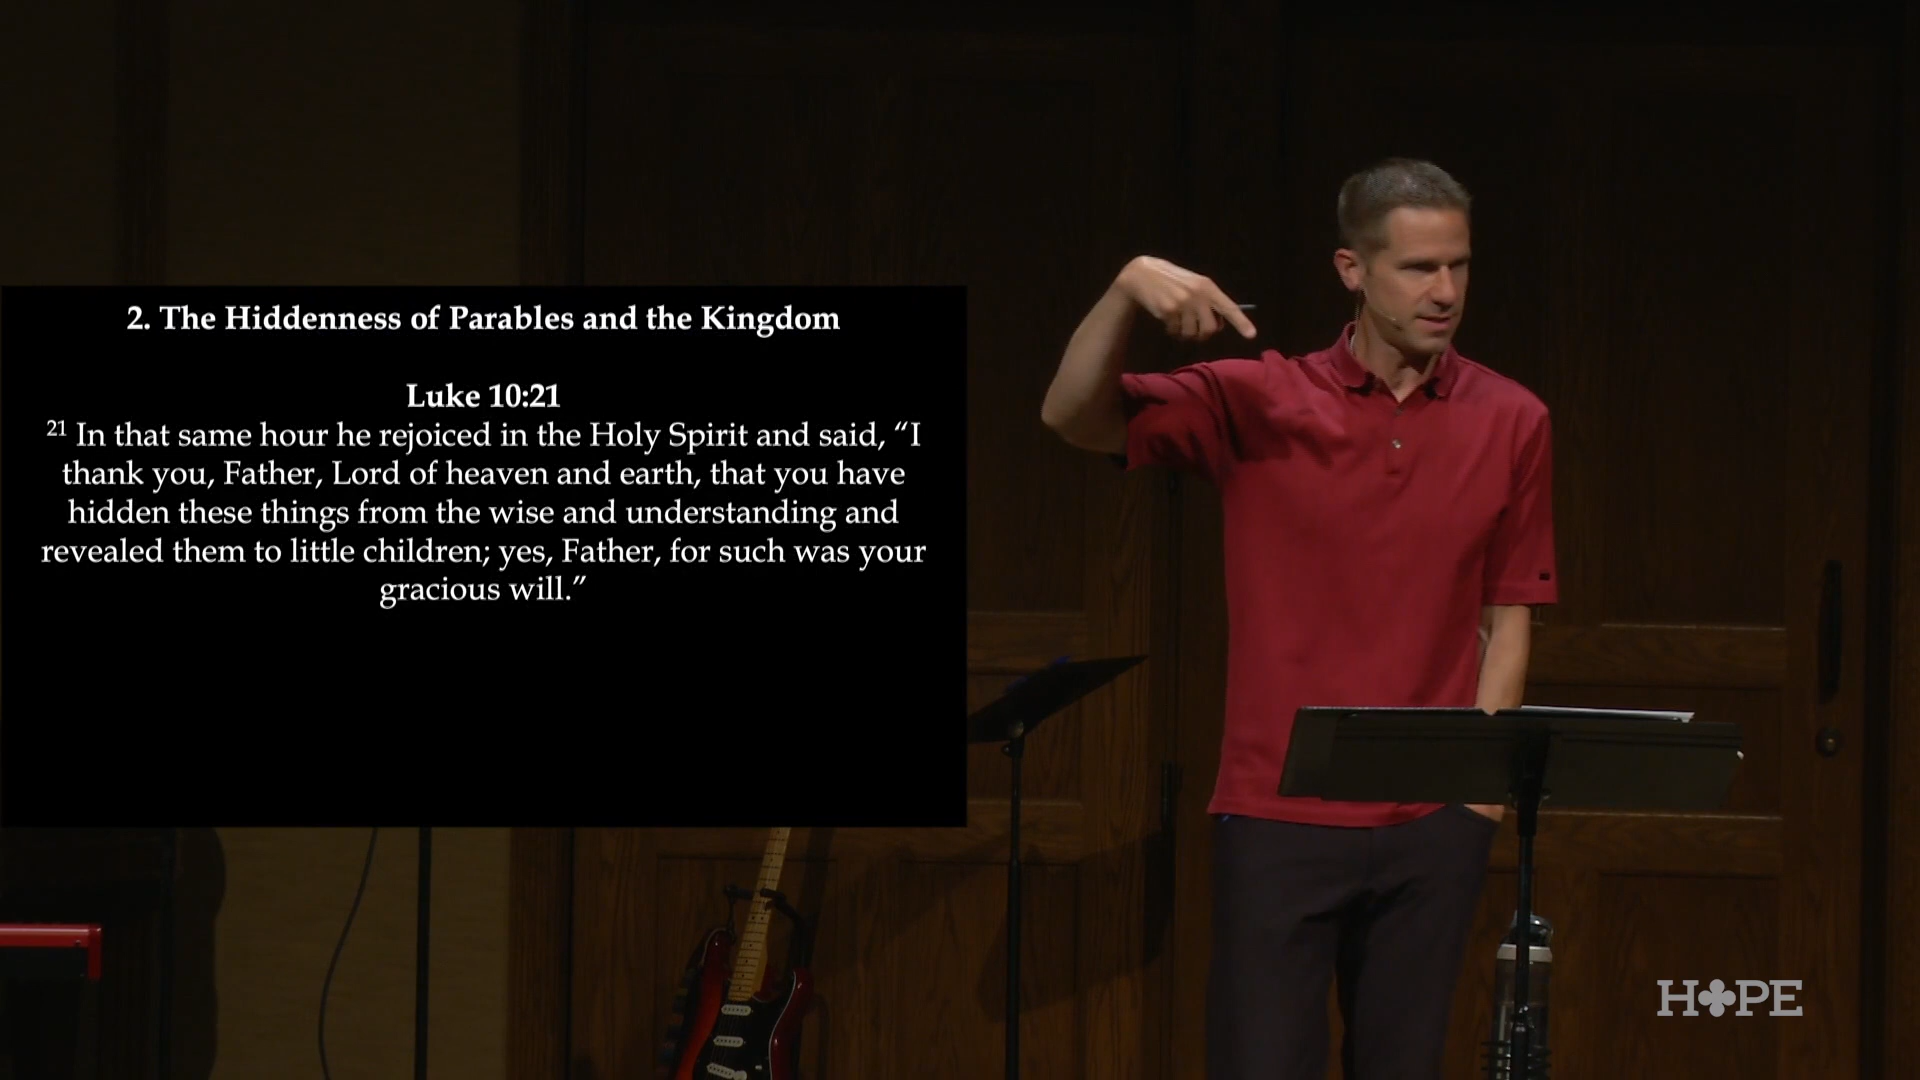 2. The Hiddenness of Parables and the Kingdom
Luke 10:21
21 In that same hour he rejoiced in the Holy Spirit and said, “I
thank you, Father, Lord of heaven and earth, that you have
hidden these things from the wise and understanding and
revealed them to little children; yes, Father, for such was your
gracious will.”
HOPE